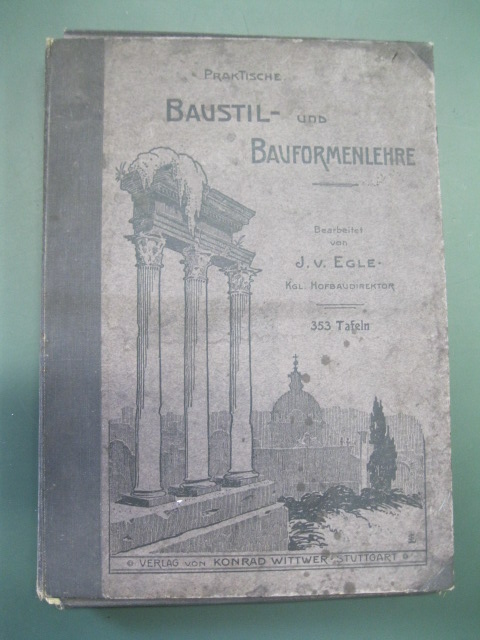 PRAKTISCHE
BAUSTIL- und
BAUFORMENLEHRE
Bearbeitet
von
J. v. EGLE.
KGL. HOFBAUDIREKTOR
353 Tafeln
VERLAG VON KONRAD WITTWER, STUTTGART